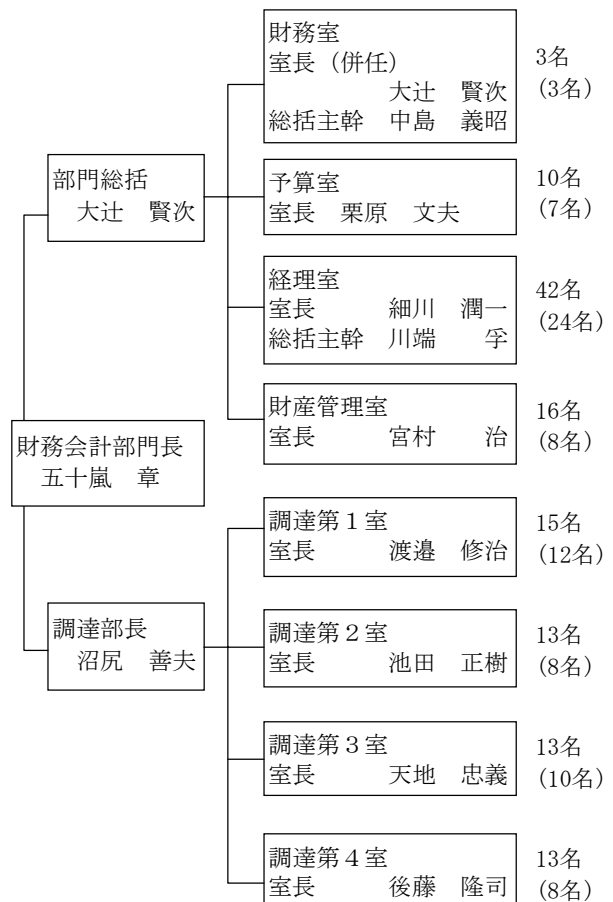 財務室
室長（併任）
大辻　賢次
総括主幹　中島　義昭
3名
(3名)
部門総括
大辻　賢次
予算室
室長　栗原　文夫
10名
(7名)
経理室
室長　　　細川　潤一
総括主幹　川端　　孚
42名
(24名)
財産管理室
室長　　　宮村　　治
16名
(8名)
財務会計部門長
五十嵐　章
調達第１室
室長　　　渡邉　修治
15名
(12名)
調達部長
沼尻　善夫
調達第２室
室長　　　池田　正樹
13名
(8名)
調達第３室
室長　　　天地　忠義
13名
(10名)
調達第４室
室長　　　後藤　隆司
13名
(8名)